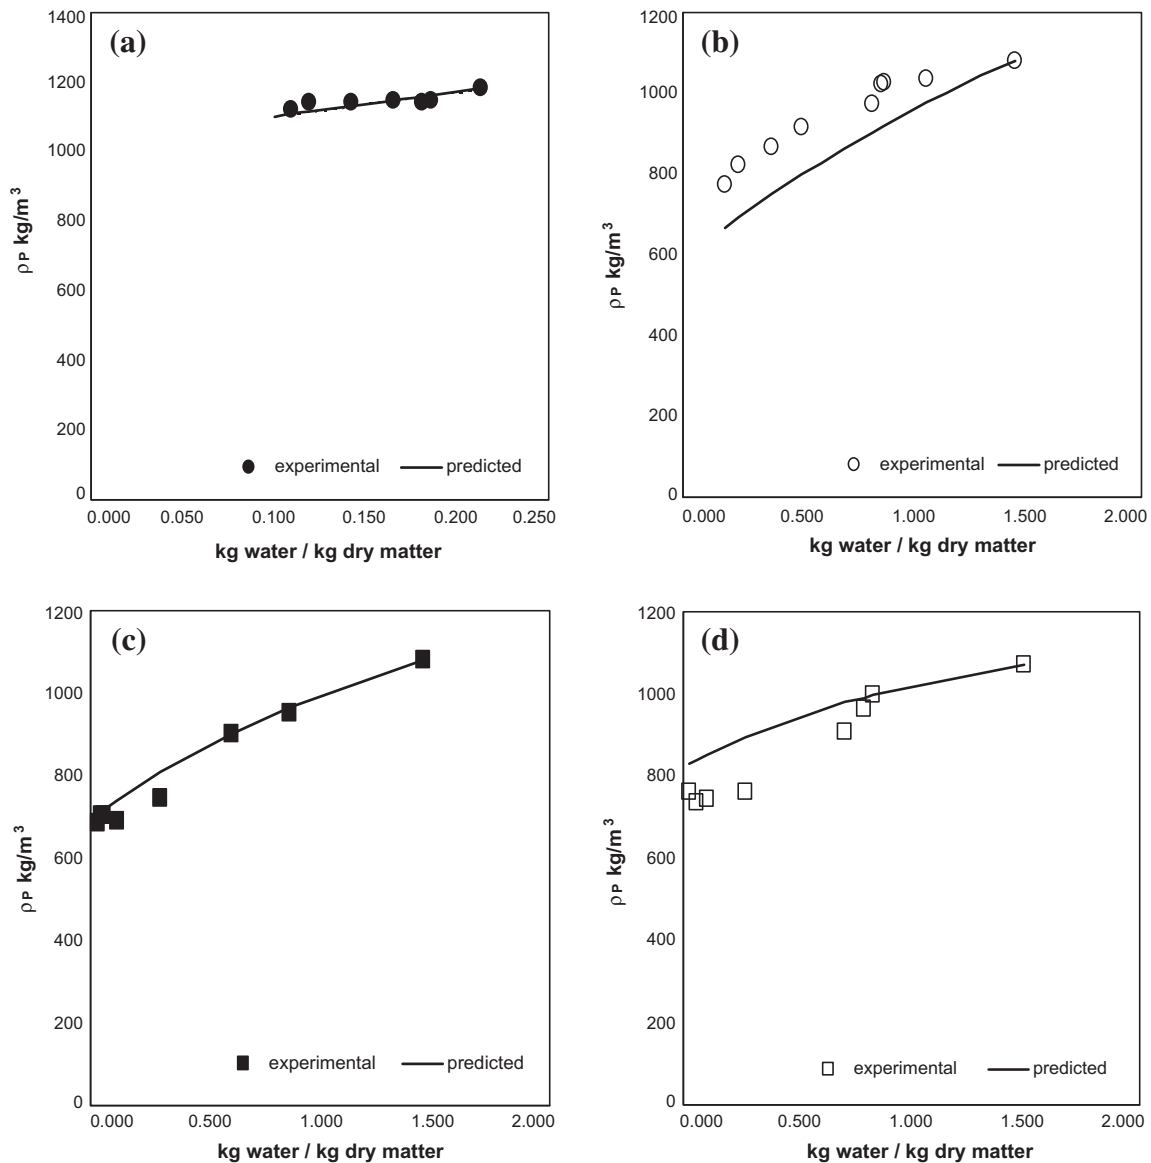 (a)
1400
1200
1000
800
600
400
200
0
ρP kg/m³
experimental predicted
0.000 0.050 0.100 0.150 0.200 0.250
kg water / kg dry matter
(b)
1200
1000
800
600
400
200
0
ρP kg/m³
experimental predicted
0.000 0.500 1.000 1.500 2.000
kg water / kg dry matter
(c)
1200
1000
800
600
400
200
0
ρP kg/m³
experimental predicted
0.000 0.500 1.000 1.500 2.000
kg water / kg dry matter
(d)
1200
1000
800
600
400
200
0
ρP kg/m³
experimental predicted
0.000 0.500 1.000 1.500 2.000
kg water / kg dry matter